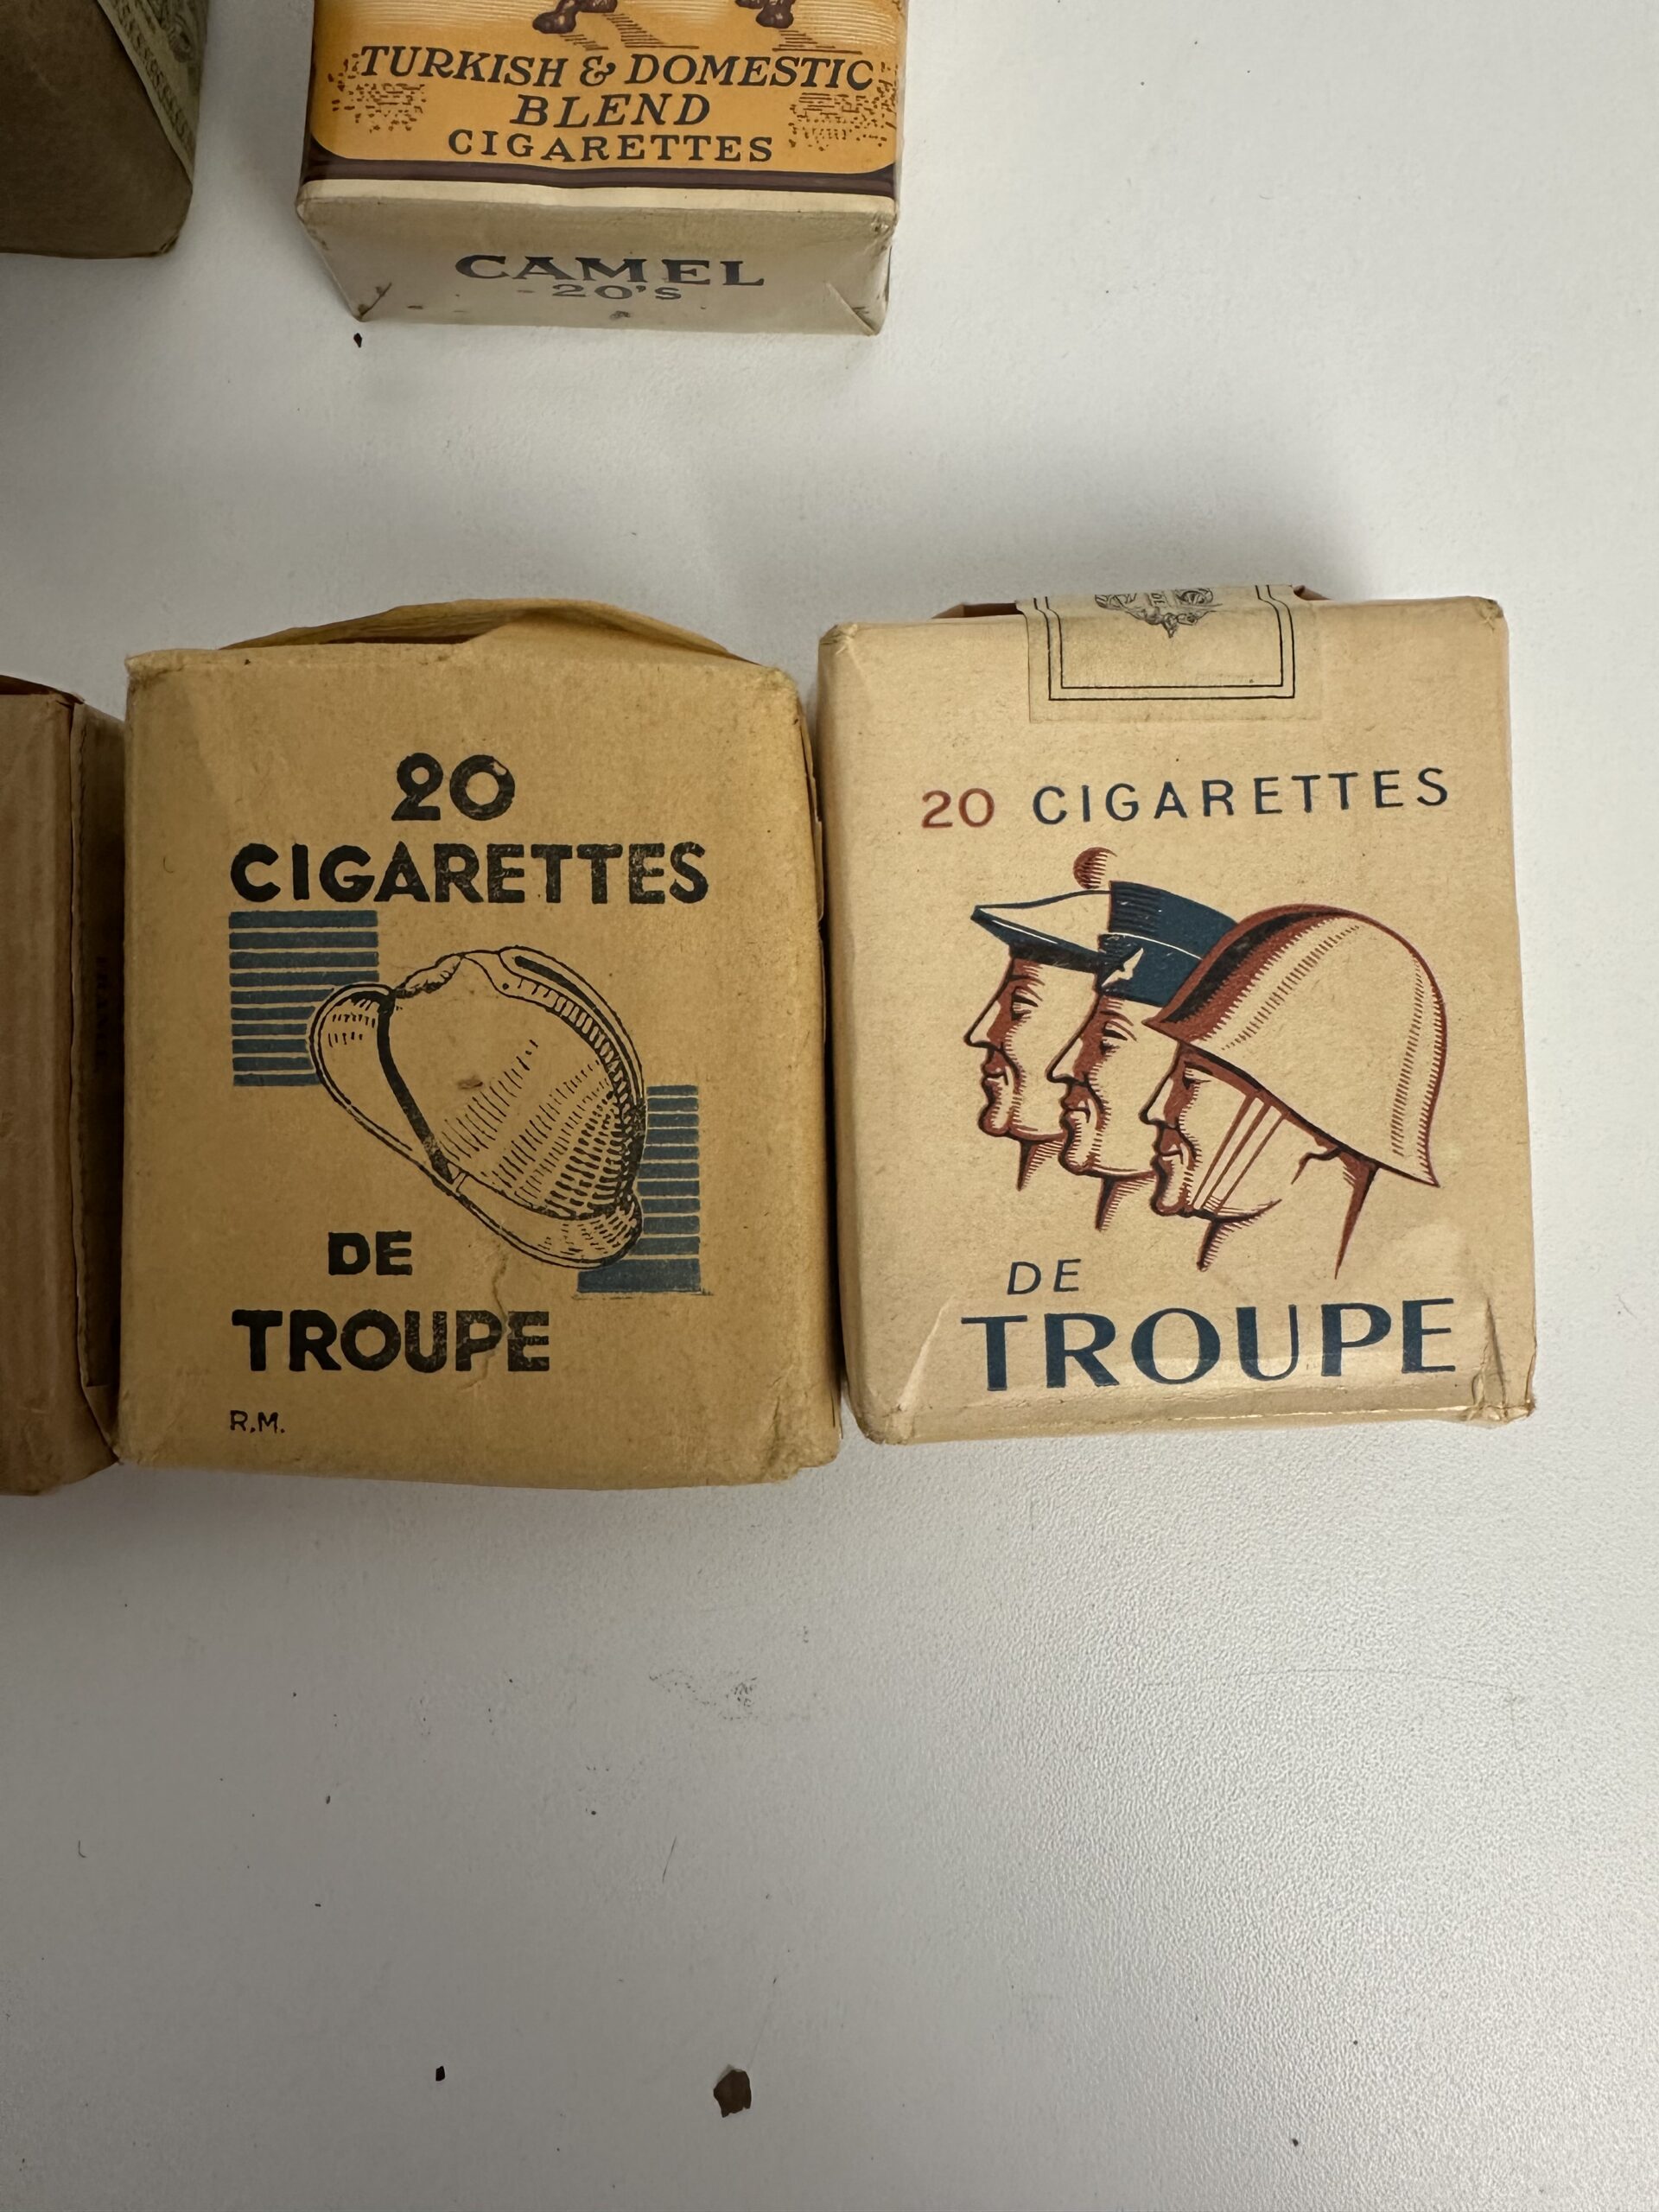 TURKISH & DOMESTIC
BLEND
CIGARETTES
CAMEL
20'S
20
CIGARETTES
DE
TROUPE
R.M.
20 CIGARETTES
DE
TROUPE